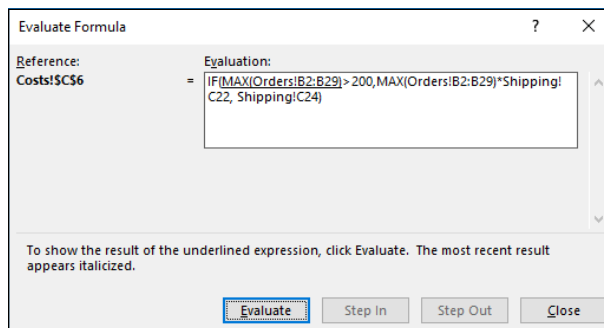 Evaluate Formula
Reference:
Evaluation:
Costs!$C$6
=
IF(MAX(Orders!B2:B29)>200,MAX(Orders!B2:B29)*Shipping!
C22, Shipping!C24)
To show the result of the underlined expression, click Evaluate. The most recent result
appears italicized.
Evaluate
Step In
Step Out
Close